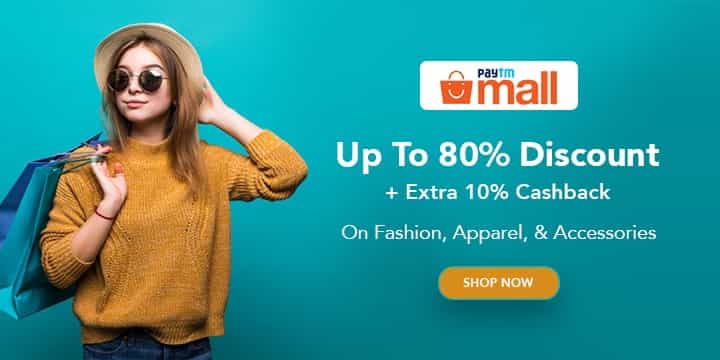 paytm
mall
Up To 80% Discount
+ Extra 10% Cashback
On Fashion, Apparel, & Accessories
SHOP NOW